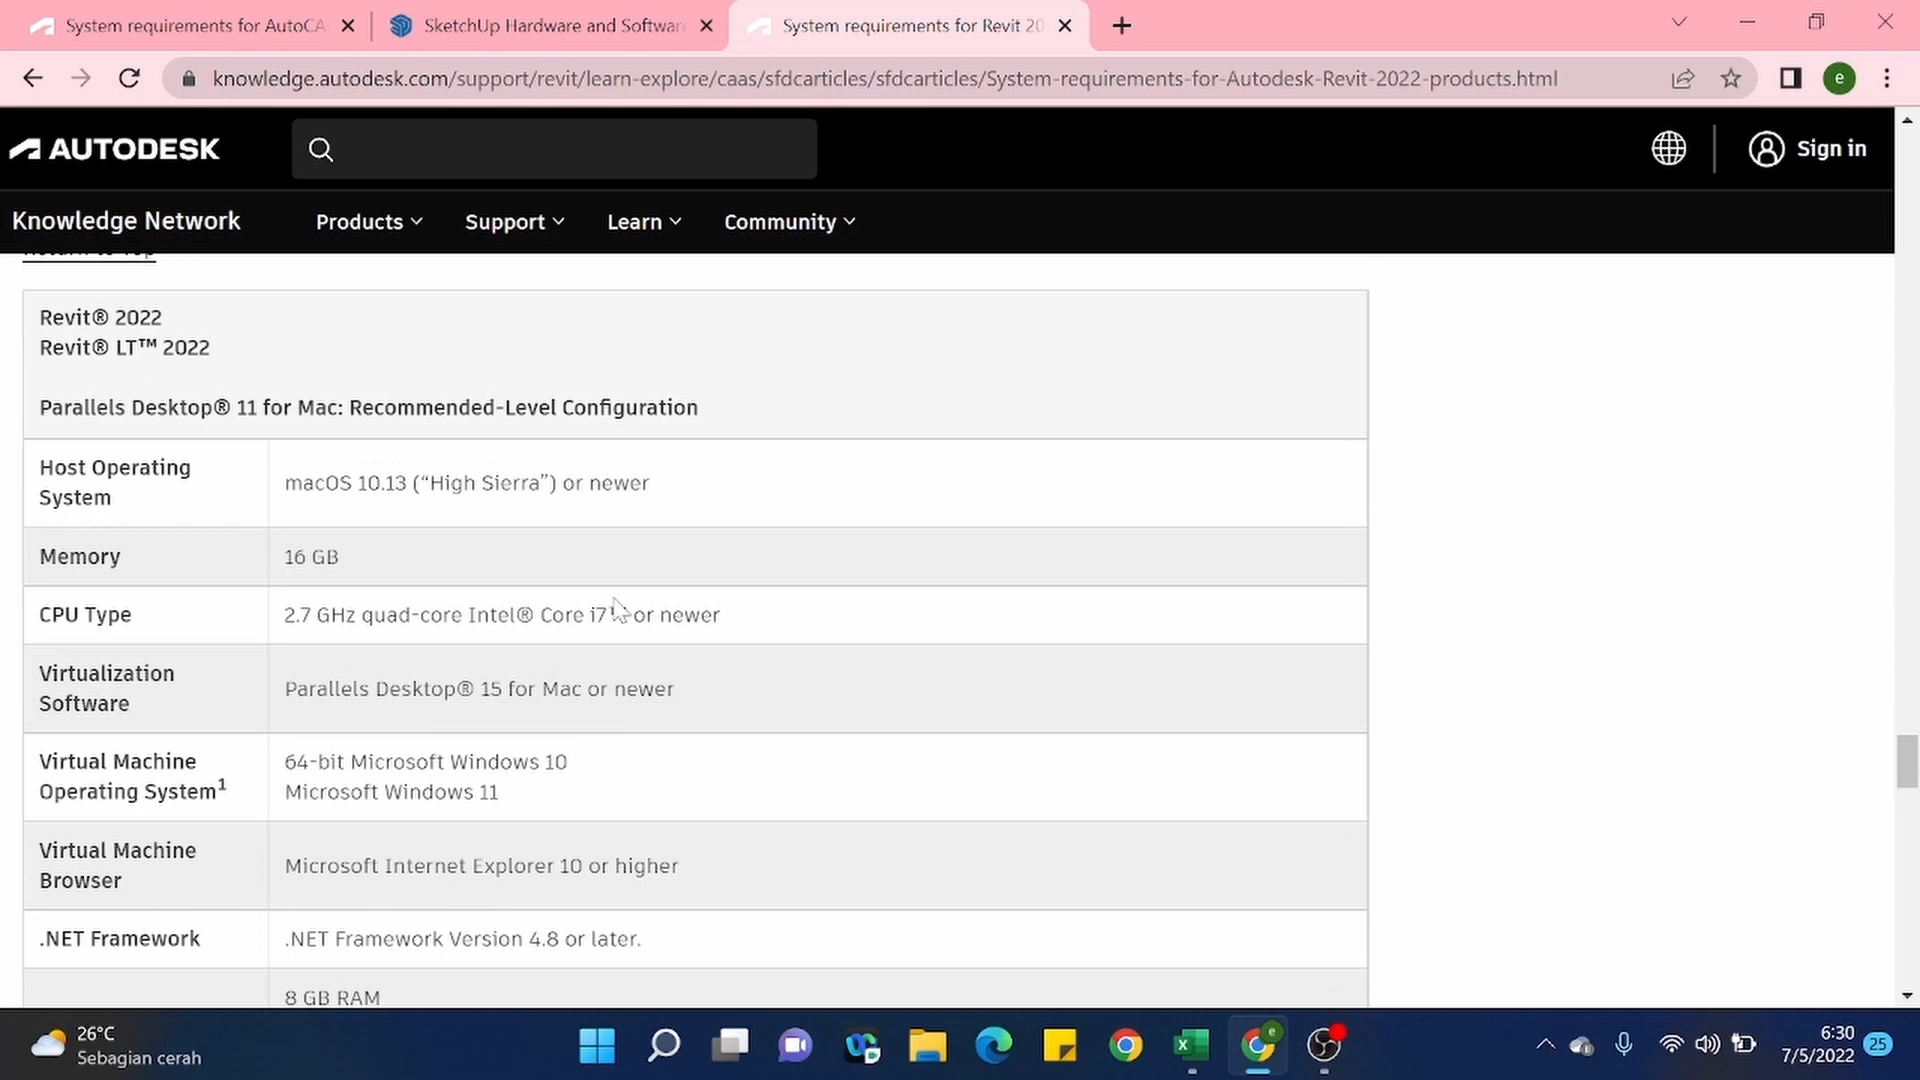 System requirements for AutoCA
SketchUp Hardware and Software
System requirements for Revit 20
knowledge.autodesk.com/support/revit/learn-explore/caas/sfdcarticles/sfdcarticles/System-requirements-for-Autodesk-Revit-2022-products.html
e
AUTODESK
Sign in
Knowledge Network
Products
Support
Learn
Community
Return to Top
Revit® 2022
Revit® LT™ 2022
Parallels Desktop® 11 for Mac: Recommended-Level Configuration
Host Operating
System
macOS 10.13 (“High Sierra”) or newer
Memory
16 GB
CPU Type
2.7 GHz quad-core Intel® Core i7 or newer
Virtualization
Software
Parallels Desktop® 15 for Mac or newer
Virtual Machine
Operating System1
64-bit Microsoft Windows 10
Microsoft Windows 11
Virtual Machine
Browser
Microsoft Internet Explorer 10 or higher
.NET Framework
.NET Framework Version 4.8 or later.
8 GB RAM
26°C
Sebagian cerah
6:30
7/5/2022
25